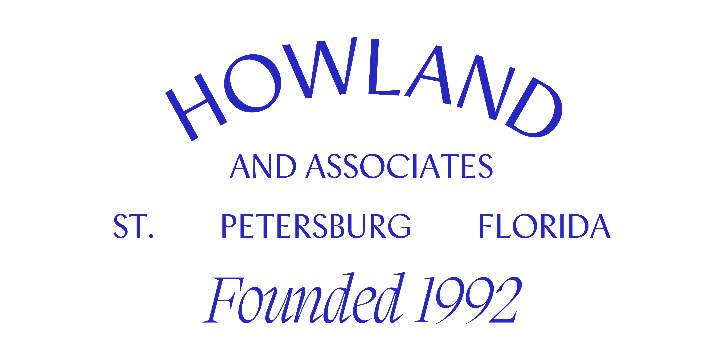 HOWLAND
AND ASSOCIATES
ST. PETERSBURG FLORIDA
Founded 1992